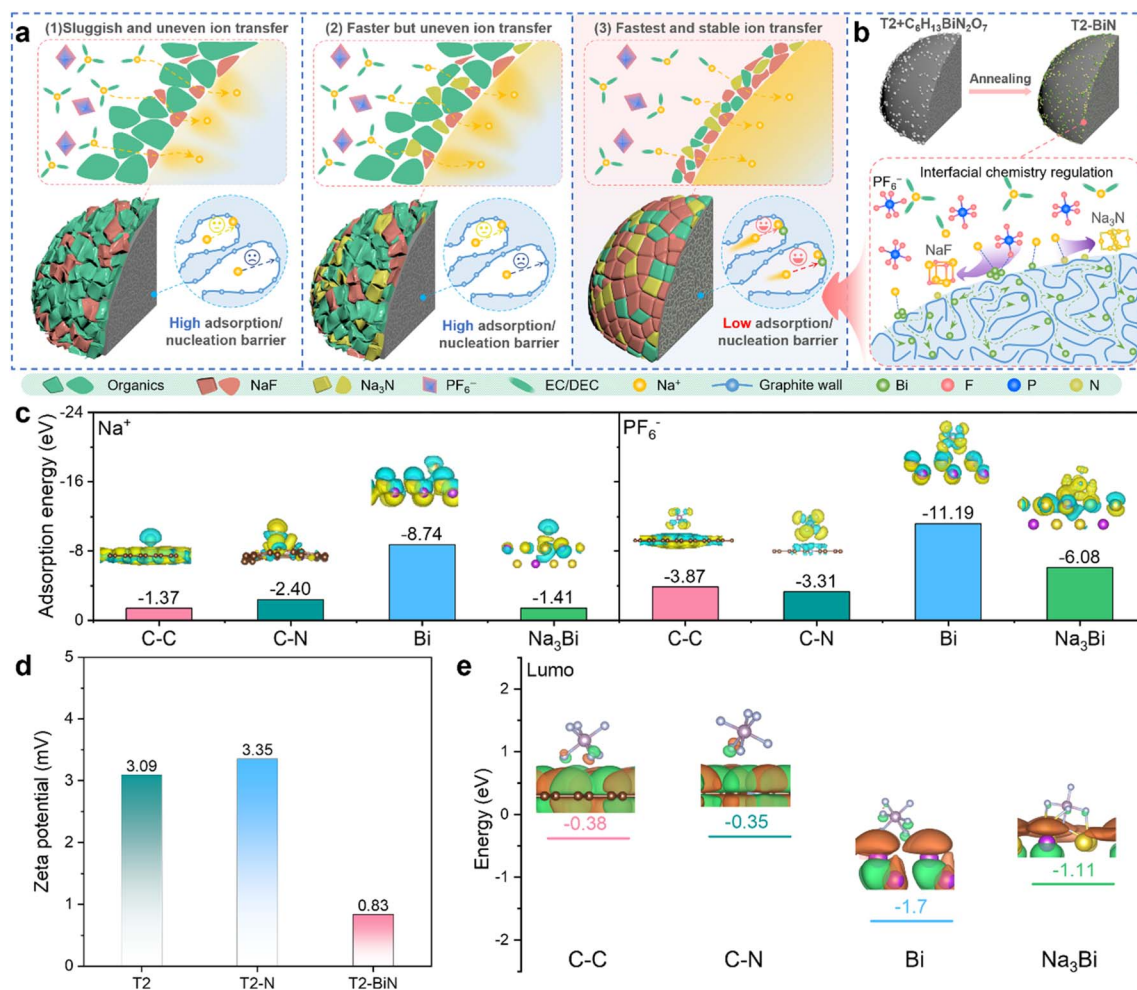 a
(1)Sluggish and uneven ion transfer
(2) Faster but uneven ion transfer
(3) Fastest and stable ion transfer
High adsorption/
nucleation barrier
High adsorption/
nucleation barrier
Low adsorption/
nucleation barrier
b
T2+C₆H₁₃BiN₂O₇
T2-BiN
Annealing
Interfacial chemistry regulation
PF₆⁻
Na₃N
NaF
Organics
NaF
Na₃N
PF₆⁻
EC/DEC
Na⁺
Graphite wall
Bi
F
P
N
c
Adsorption energy (eV)
-24
-16
-8
0
Na⁺
-1.37
-2.40
-8.74
-1.41
C-C
C-N
Bi
Na₃Bi
PF₆⁻
-3.87
-3.31
-11.19
-6.08
C-C
C-N
Bi
Na₃Bi
d
Zeta potential (mV)
5
4
3
2
1
0
3.09
3.35
0.83
T2
T2-N
T2-BiN
e
Lumo
Energy (eV)
2
1
0
-1
-2
-0.38
-0.35
-1.7
-1.11
C-C
C-N
Bi
Na₃Bi